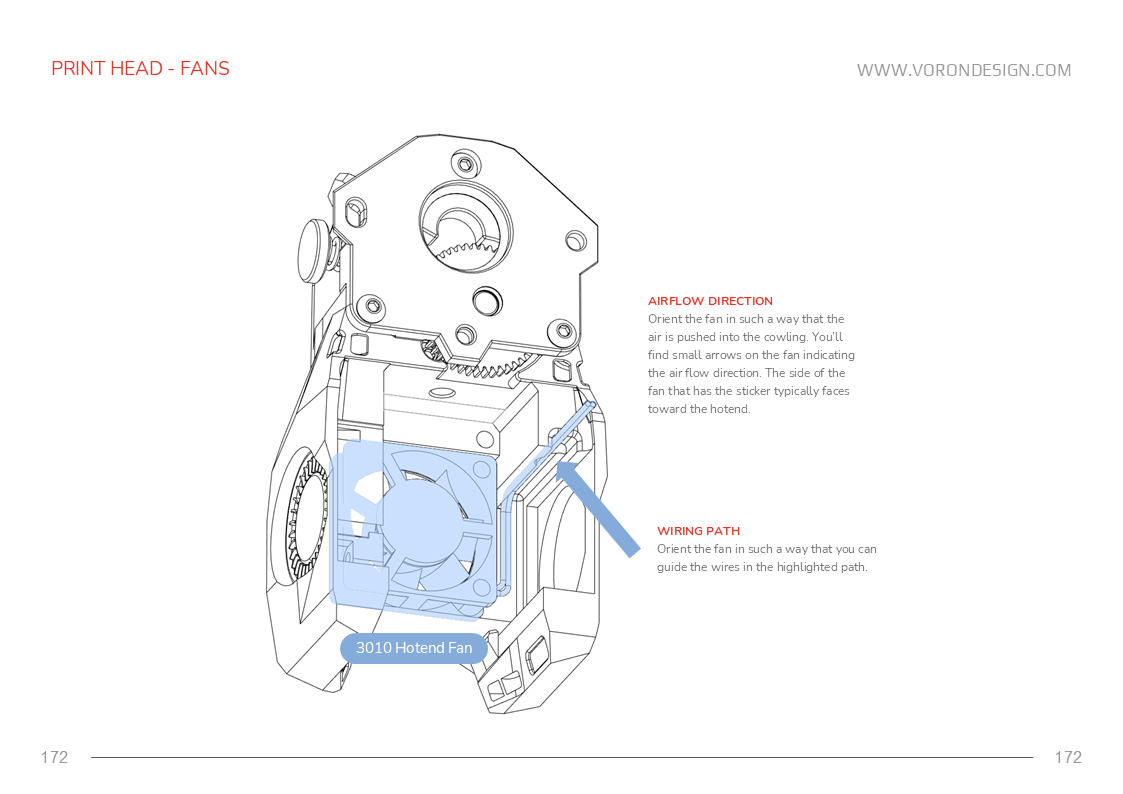 PRINT HEAD - FANS
WWW.VORONDESIGN.COM
AIRFLOW DIRECTION
Orient the fan in such a way that the
air is pushed into the cowling. You’ll
find small arrows on the fan indicating
the air flow direction. The side of the
fan that has the sticker typically faces
toward the hotend.
WIRING PATH
Orient the fan in such a way that you can
guide the wires in the highlighted path.
3010 Hotend Fan
172
172